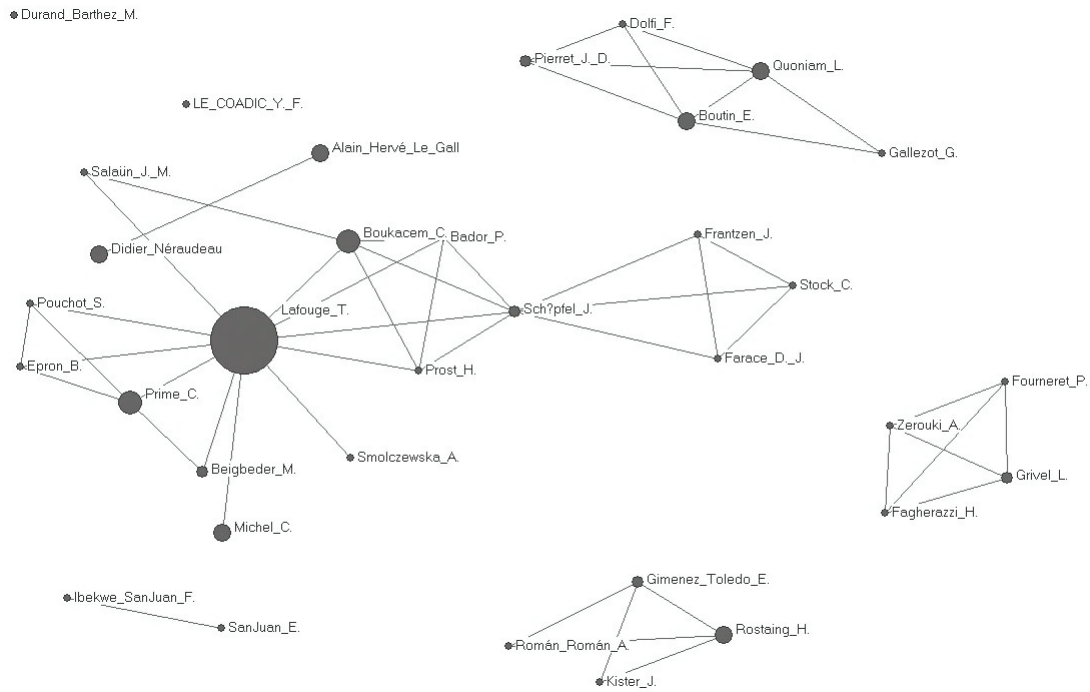 Durand_Barthez_M.
Dolfi_F.
Pierret_J._D.
Quoniam_L.
LE_COADIC_Y._F.
Boutin_E.
Alain_Hervé_Le_Gall
Gallezot_G.
Salaün_J._M.
Boukacem_C.
Bador_P.
Frantzen_J.
Didier_Néraudeau
Stock_C.
Pouchot_S.
Lafouge_T.
Sch?pfel_J.
Farace_D._J.
Epron_B.
Prost_H.
Fourneret_P.
Prime_C.
Zerouki_A.
Smolczewska_A.
Beigbeder_M.
Grivel_L.
Fagherazzi_H.
Michel_C.
Gimenez_Toledo_E.
Ibekwe_SanJuan_F.
SanJuan_E.
Rostaing_H.
Román_Román_A.
Kister_J.